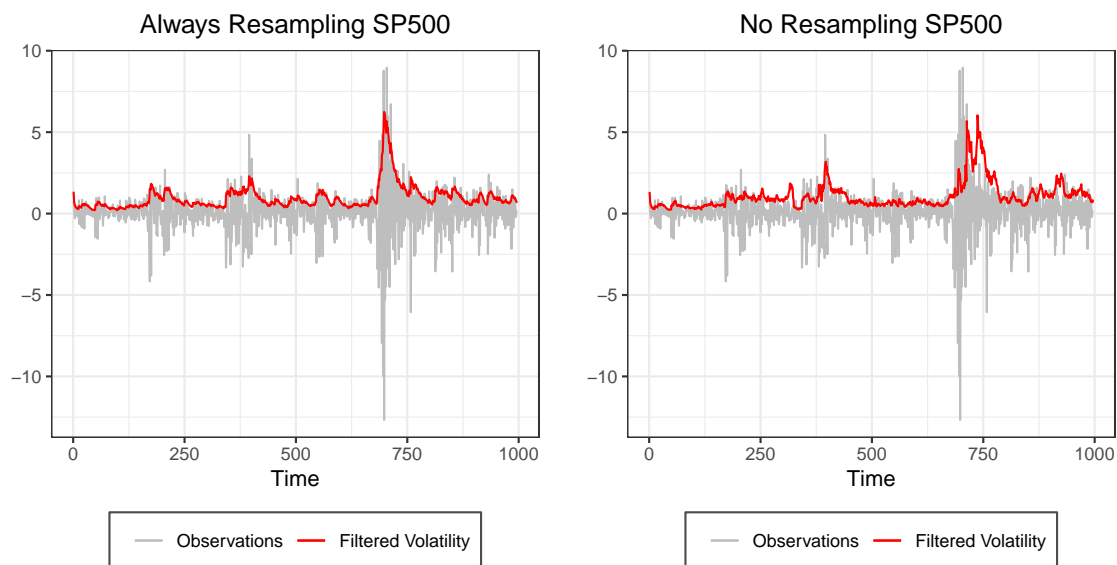 Always Resampling SP500
10
5
0
−5
−10
0 250 500 750 1000
Time
Observations Filtered Volatility
No Resampling SP500
10
5
0
−5
−10
0 250 500 750 1000
Time
Observations Filtered Volatility